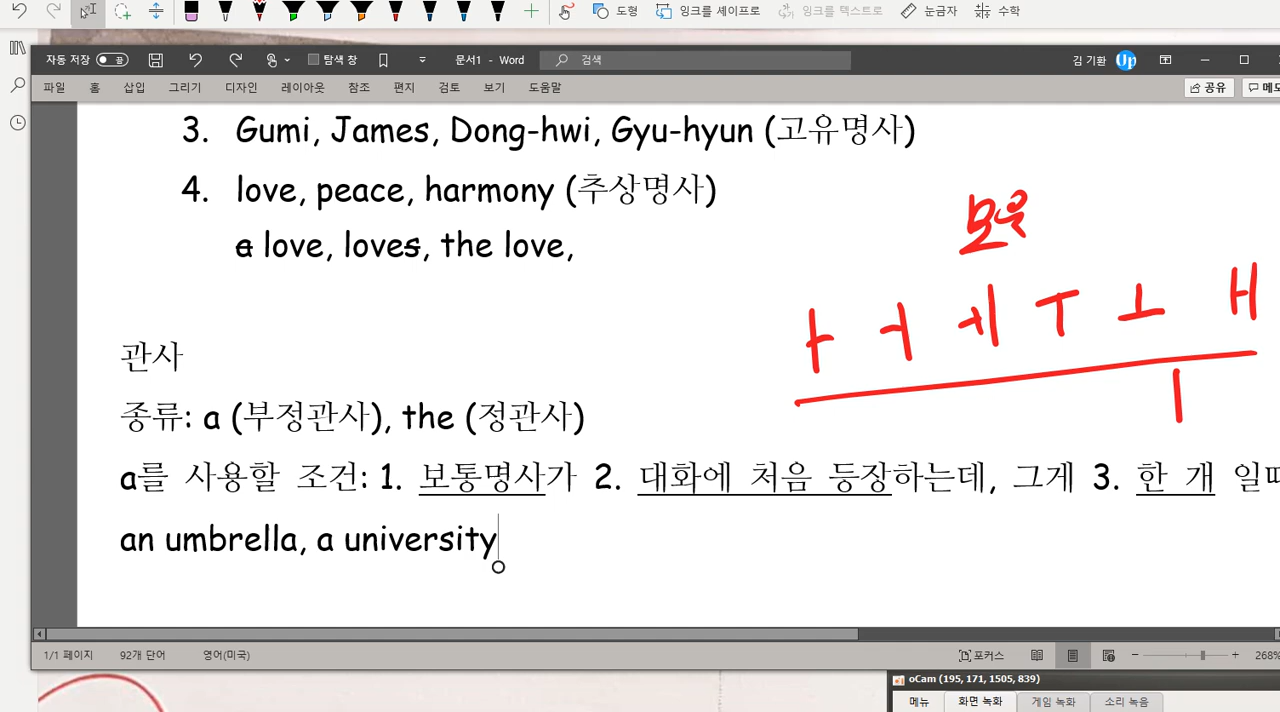 도형 잉크를 셰이프로 잉크를 텍스트로 눈금자 수학
자동 저장 끔 탐색 창 문서1 - Word 검색 김 기환 Up
파일 홈 삽입 그리기 디자인 레이아웃 참조 편지 검토 보기 도움말 공유 메모
3. Gumi, James, Dong-hwi, Gyu-hyun (고유명사)
4. love, peace, harmony (추상명사)
a love, loves, the love,
모음
ㅏ ㅓ ㅔ ㅜ ㅗ ㅐ
ㅣ
관사
종류: a (부정관사), the (정관사)
a를 사용할 조건: 1. 보통명사가 2. 대화에 처음 등장하는데, 그게 3. 한 개
an umbrella, a university
1/1 페이지 92개 단어 영어(미국) 포커스 268%
oCam (195, 171, 1505, 839)
메뉴 화면 녹화 게임 녹화 소리 녹음